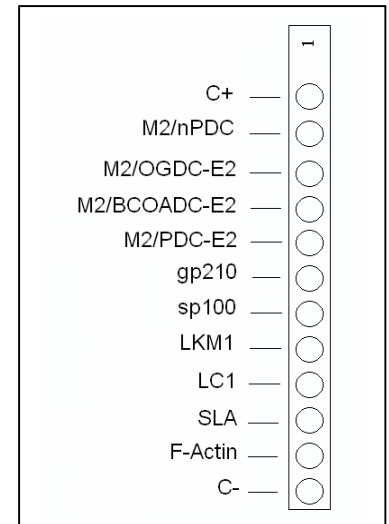 1
C+
M2/nPDC
M2/OGDC-E2
M2/BCOADC-E2
M2/PDC-E2
gp210
sp100
LKM1
LC1
SLA
F-Actin
C-